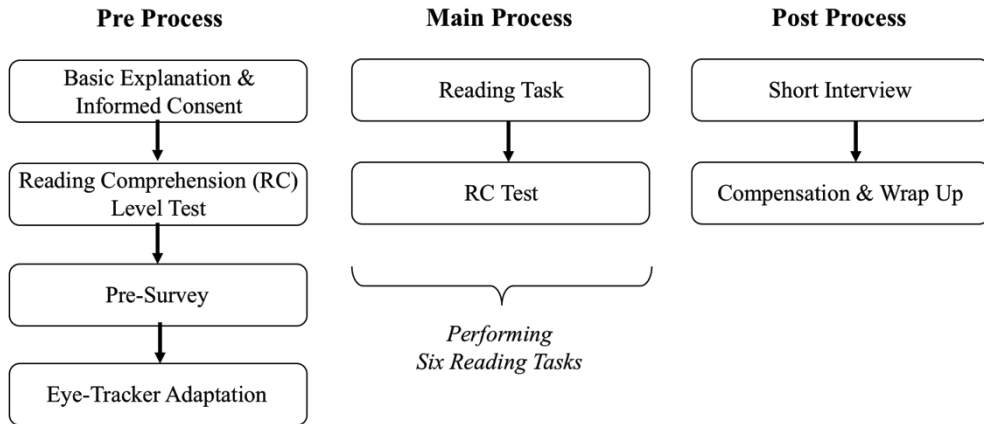 Pre Process
Basic Explanation &
Informed Consent
Reading Comprehension (RC)
Level Test
Pre-Survey
Eye-Tracker Adaptation
Main Process
Reading Task
RC Test
Performing
Six Reading Tasks
Post Process
Short Interview
Compensation & Wrap Up